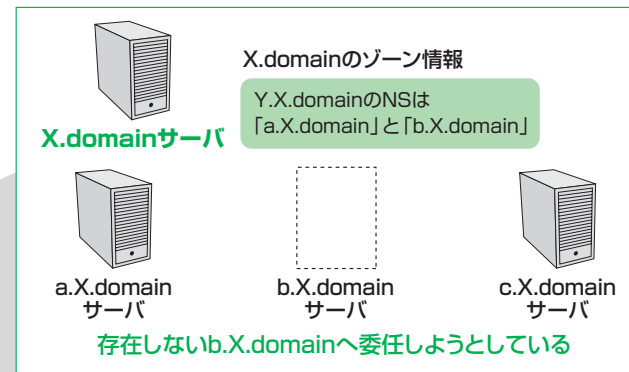 X.domainのゾーン情報
Y.X.domainのNSは
「a.X.domain」と「b.X.domain」
X.domainサーバ
a.X.domain
サーバ
b.X.domain
サーバ
c.X.domain
サーバ
存在しないb.X.domainへ委任しようとしている